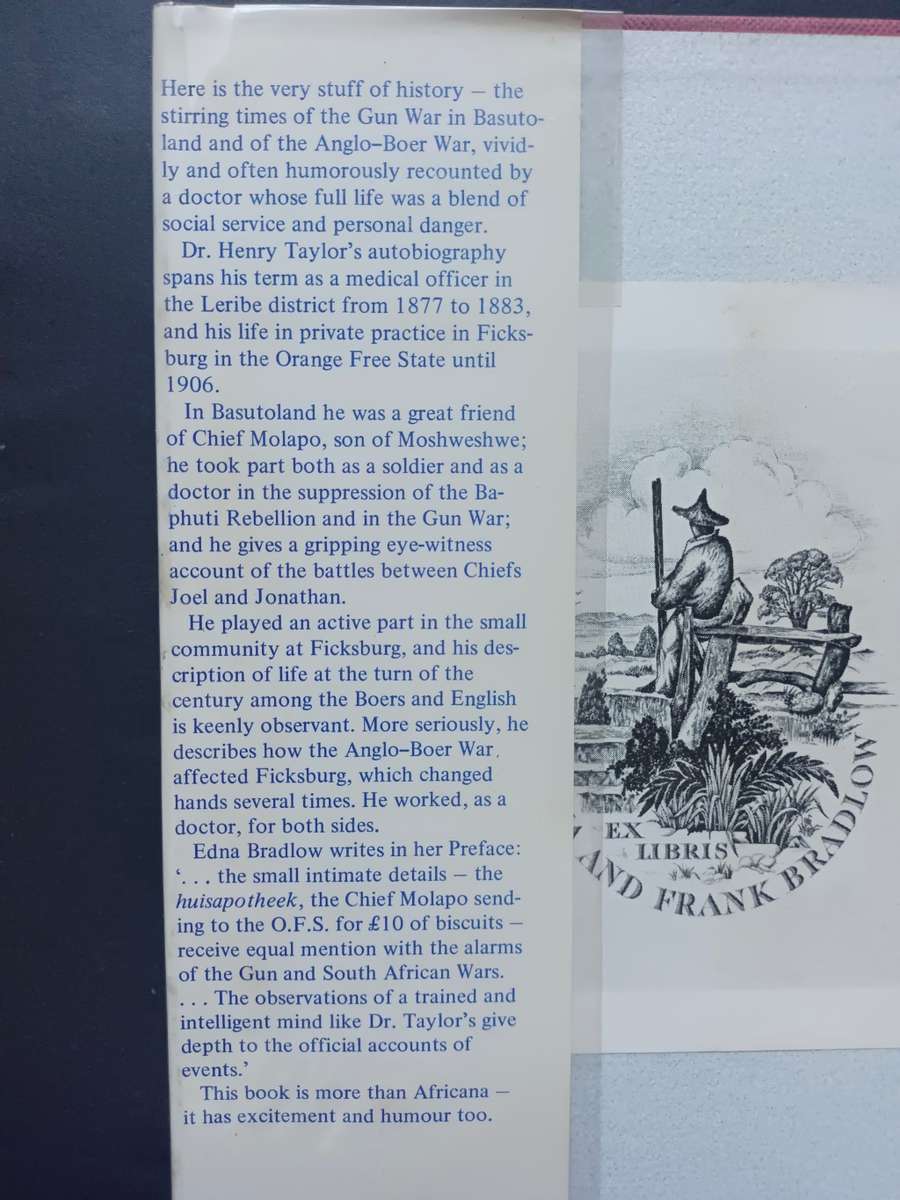 Here is the very stuff of history – the
stirring times of the Gun War in Basuto-
land and of the Anglo–Boer War, vivid-
ly and often humorously recounted by
a doctor whose full life was a blend of
social service and personal danger.
Dr. Henry Taylor's autobiography
spans his term as a medical officer in
the Leribe district from 1877 to 1883,
and his life in private practice in Ficks-
burg in the Orange Free State until
1906.
In Basutoland he was a great friend
of Chief Molapo, son of Moshweshwe;
he took part both as a soldier and as a
doctor in the suppression of the Ba-
phuti Rebellion and in the Gun War;
and he gives a gripping eye-witness
account of the battles between Chiefs
Joel and Jonathan.
He played an active part in the small
community at Ficksburg, and his des-
cription of life at the turn of the
century among the Boers and English
is keenly observant. More seriously, he
describes how the Anglo–Boer War
affected Ficksburg, which changed
hands several times. He worked, as a
doctor, for both sides.
Edna Bradlow writes in her Preface:
‘. . . the small intimate details – the
huisapotheek, the Chief Molapo send-
ing to the O.F.S. for £10 of biscuits –
receive equal mention with the alarms
of the Gun and South African Wars.
. . . The observations of a trained and
intelligent mind like Dr. Taylor's give
depth to the official accounts of
events.’
This book is more than Africana –
it has excitement and humour too.
EX
LIBRIS
AND FRANK BRADLOW